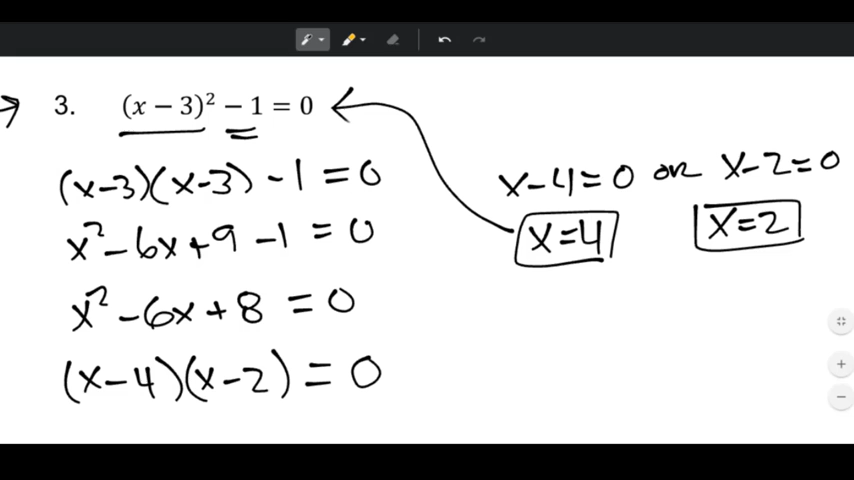 3. (x − 3)² − 1 = 0
(x-3)(x-3) -1 = 0
x² -6x+9 -1 = 0
x² -6x+8 = 0
(x-4)(x-2) = 0
x-4=0 or x-2=0
x=4 x=2